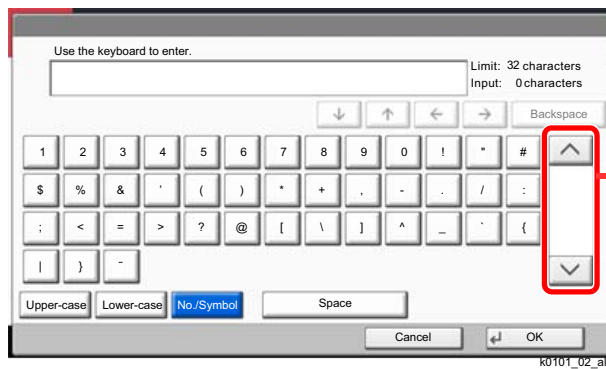 Use the keyboard to enter.
Limit: 32 characters
Input: 0 characters
Backspace
1 2 3 4 5 6 7 8 9 0 ! " #
$ % & ' ( ) * + , - . / :
; < = > ? @ [ \ ] ^ _ ` {
| } ~
Upper-case Lower-case No./Symbol Space
Cancel OK
k0101_02_al